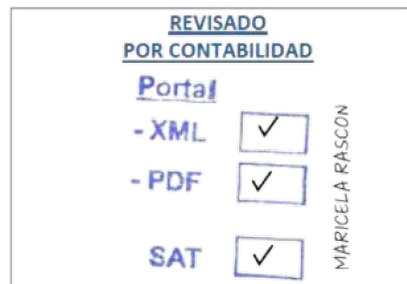 REVISADO
POR CONTABILIDAD
Portal
- XML ✓
- PDF ✓
SAT ✓
MARICELA RASCON